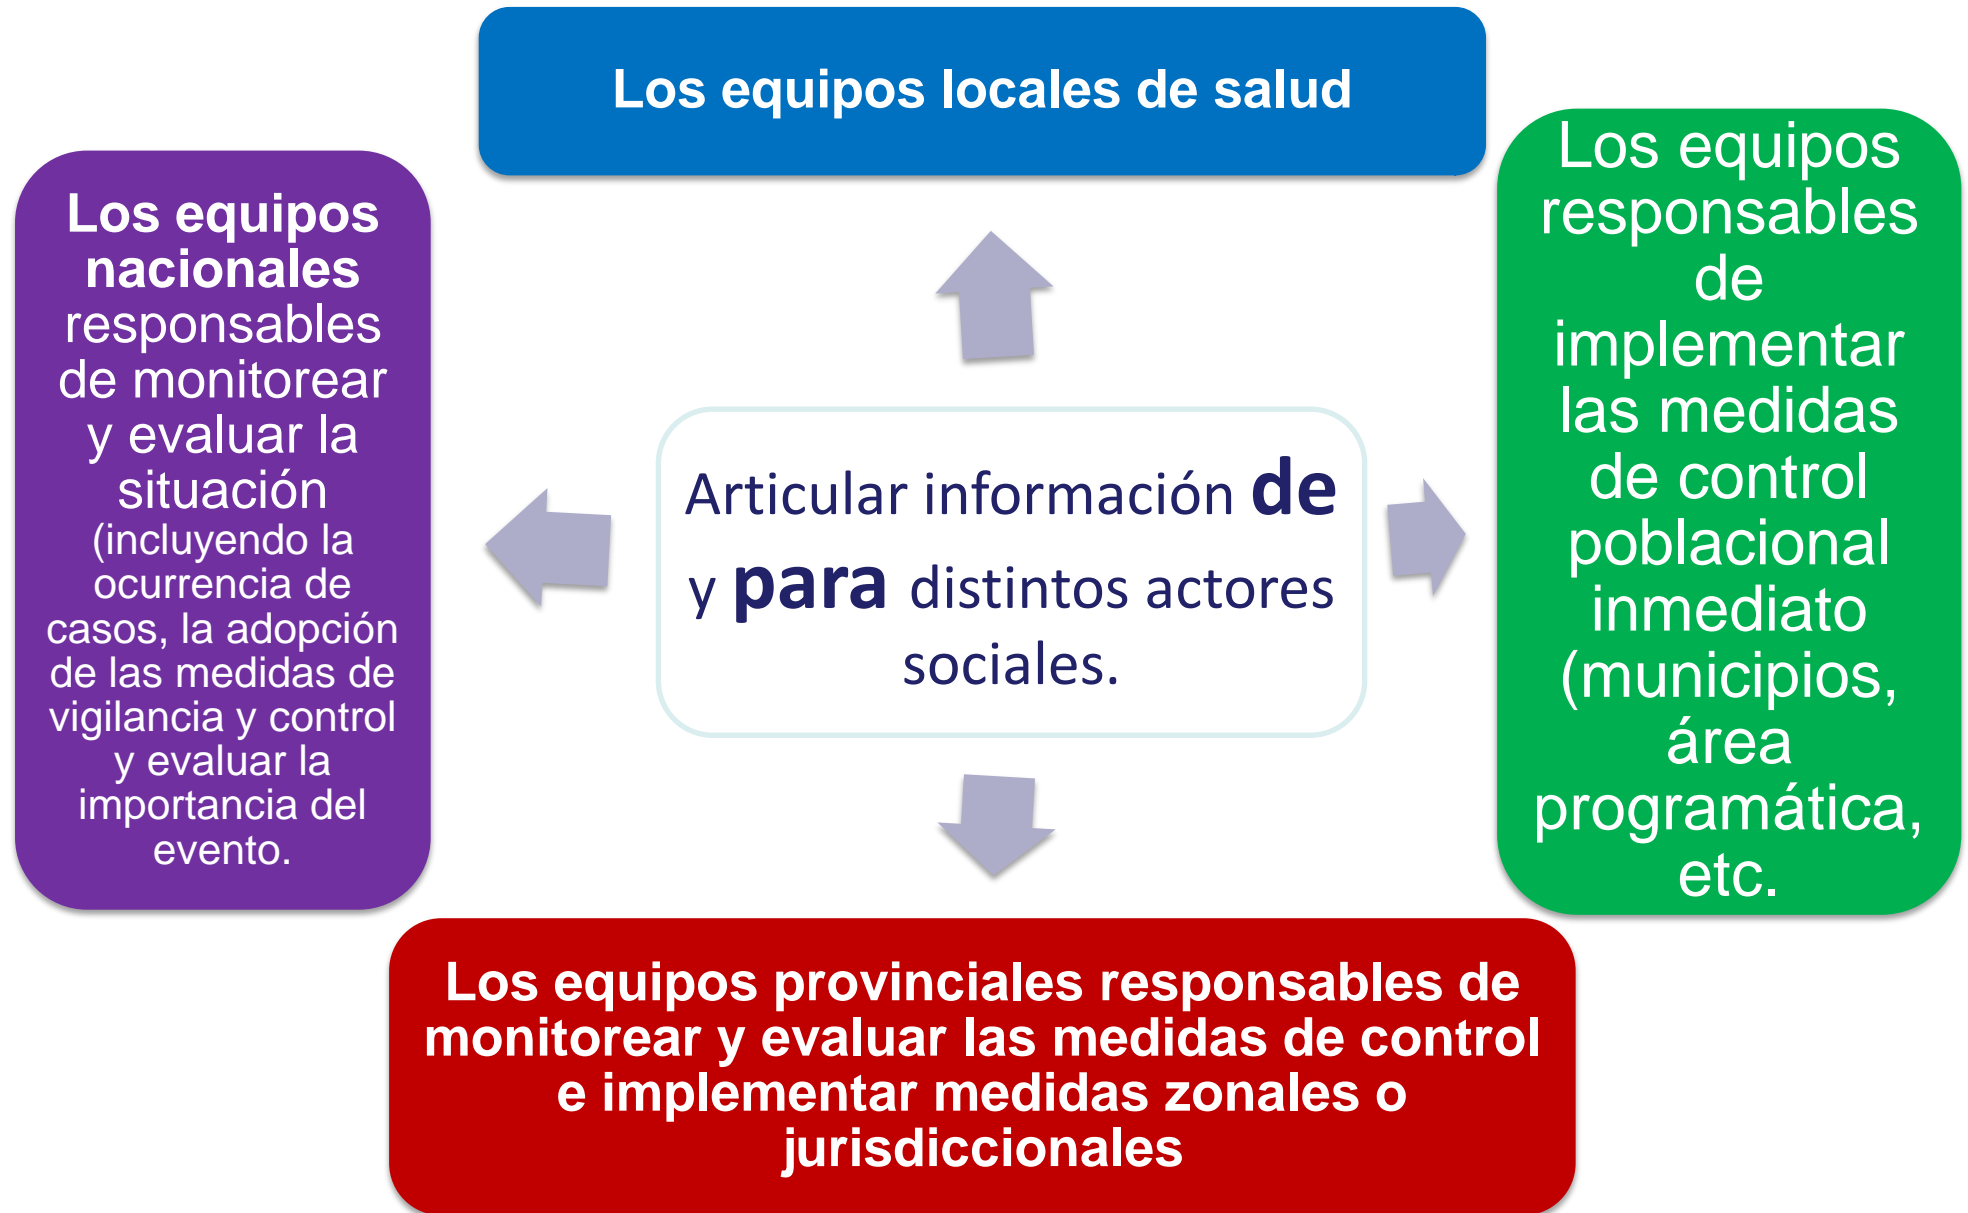 Los equipos locales de salud
Los equipos
nacionales
responsables
de monitorear
y evaluar la
situación
(incluyendo la
ocurrencia de
casos, la adopción
de las medidas de
vigilancia y control
y evaluar la
importancia del
evento.
Articular información de
y para distintos actores
sociales.
Los equipos
responsables
de
implementar
las medidas
de control
poblacional
inmediato
(municipios,
área
programática,
etc.
Los equipos provinciales responsables de
monitorear y evaluar las medidas de control
e implementar medidas zonales o
jurisdiccionales